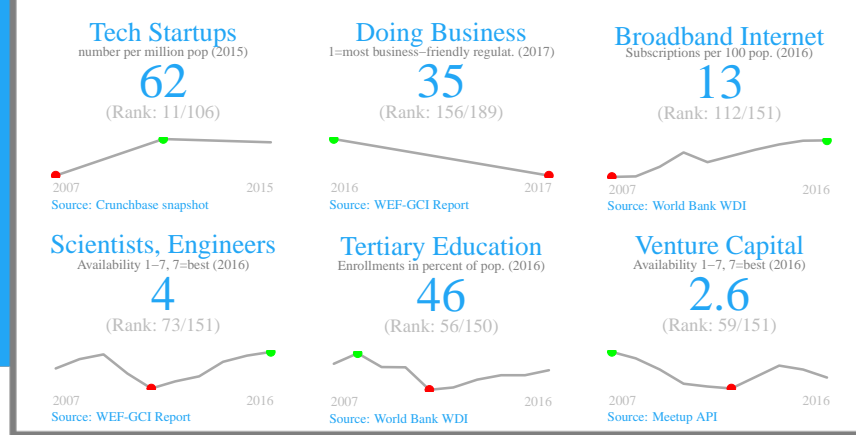 Tech Startups
number per million pop (2015)
62
(Rank: 11/106)
2007 2015
Source: Crunchbase snapshot
Doing Business
1=most business–friendly regulat. (2017)
35
(Rank: 156/189)
2016 2017
Source: WEF-GCI Report
Broadband Internet
Subscriptions per 100 pop. (2016)
13
(Rank: 112/151)
2007 2016
Source: World Bank WDI
Scientists, Engineers
Availability 1–7, 7=best (2016)
4
(Rank: 73/151)
2007 2016
Source: WEF-GCI Report
Tertiary Education
Enrollments in percent of pop. (2016)
46
(Rank: 56/150)
2007 2016
Source: World Bank WDI
Venture Capital
Availability 1–7, 7=best (2016)
2.6
(Rank: 59/151)
2007 2016
Source: Meetup API